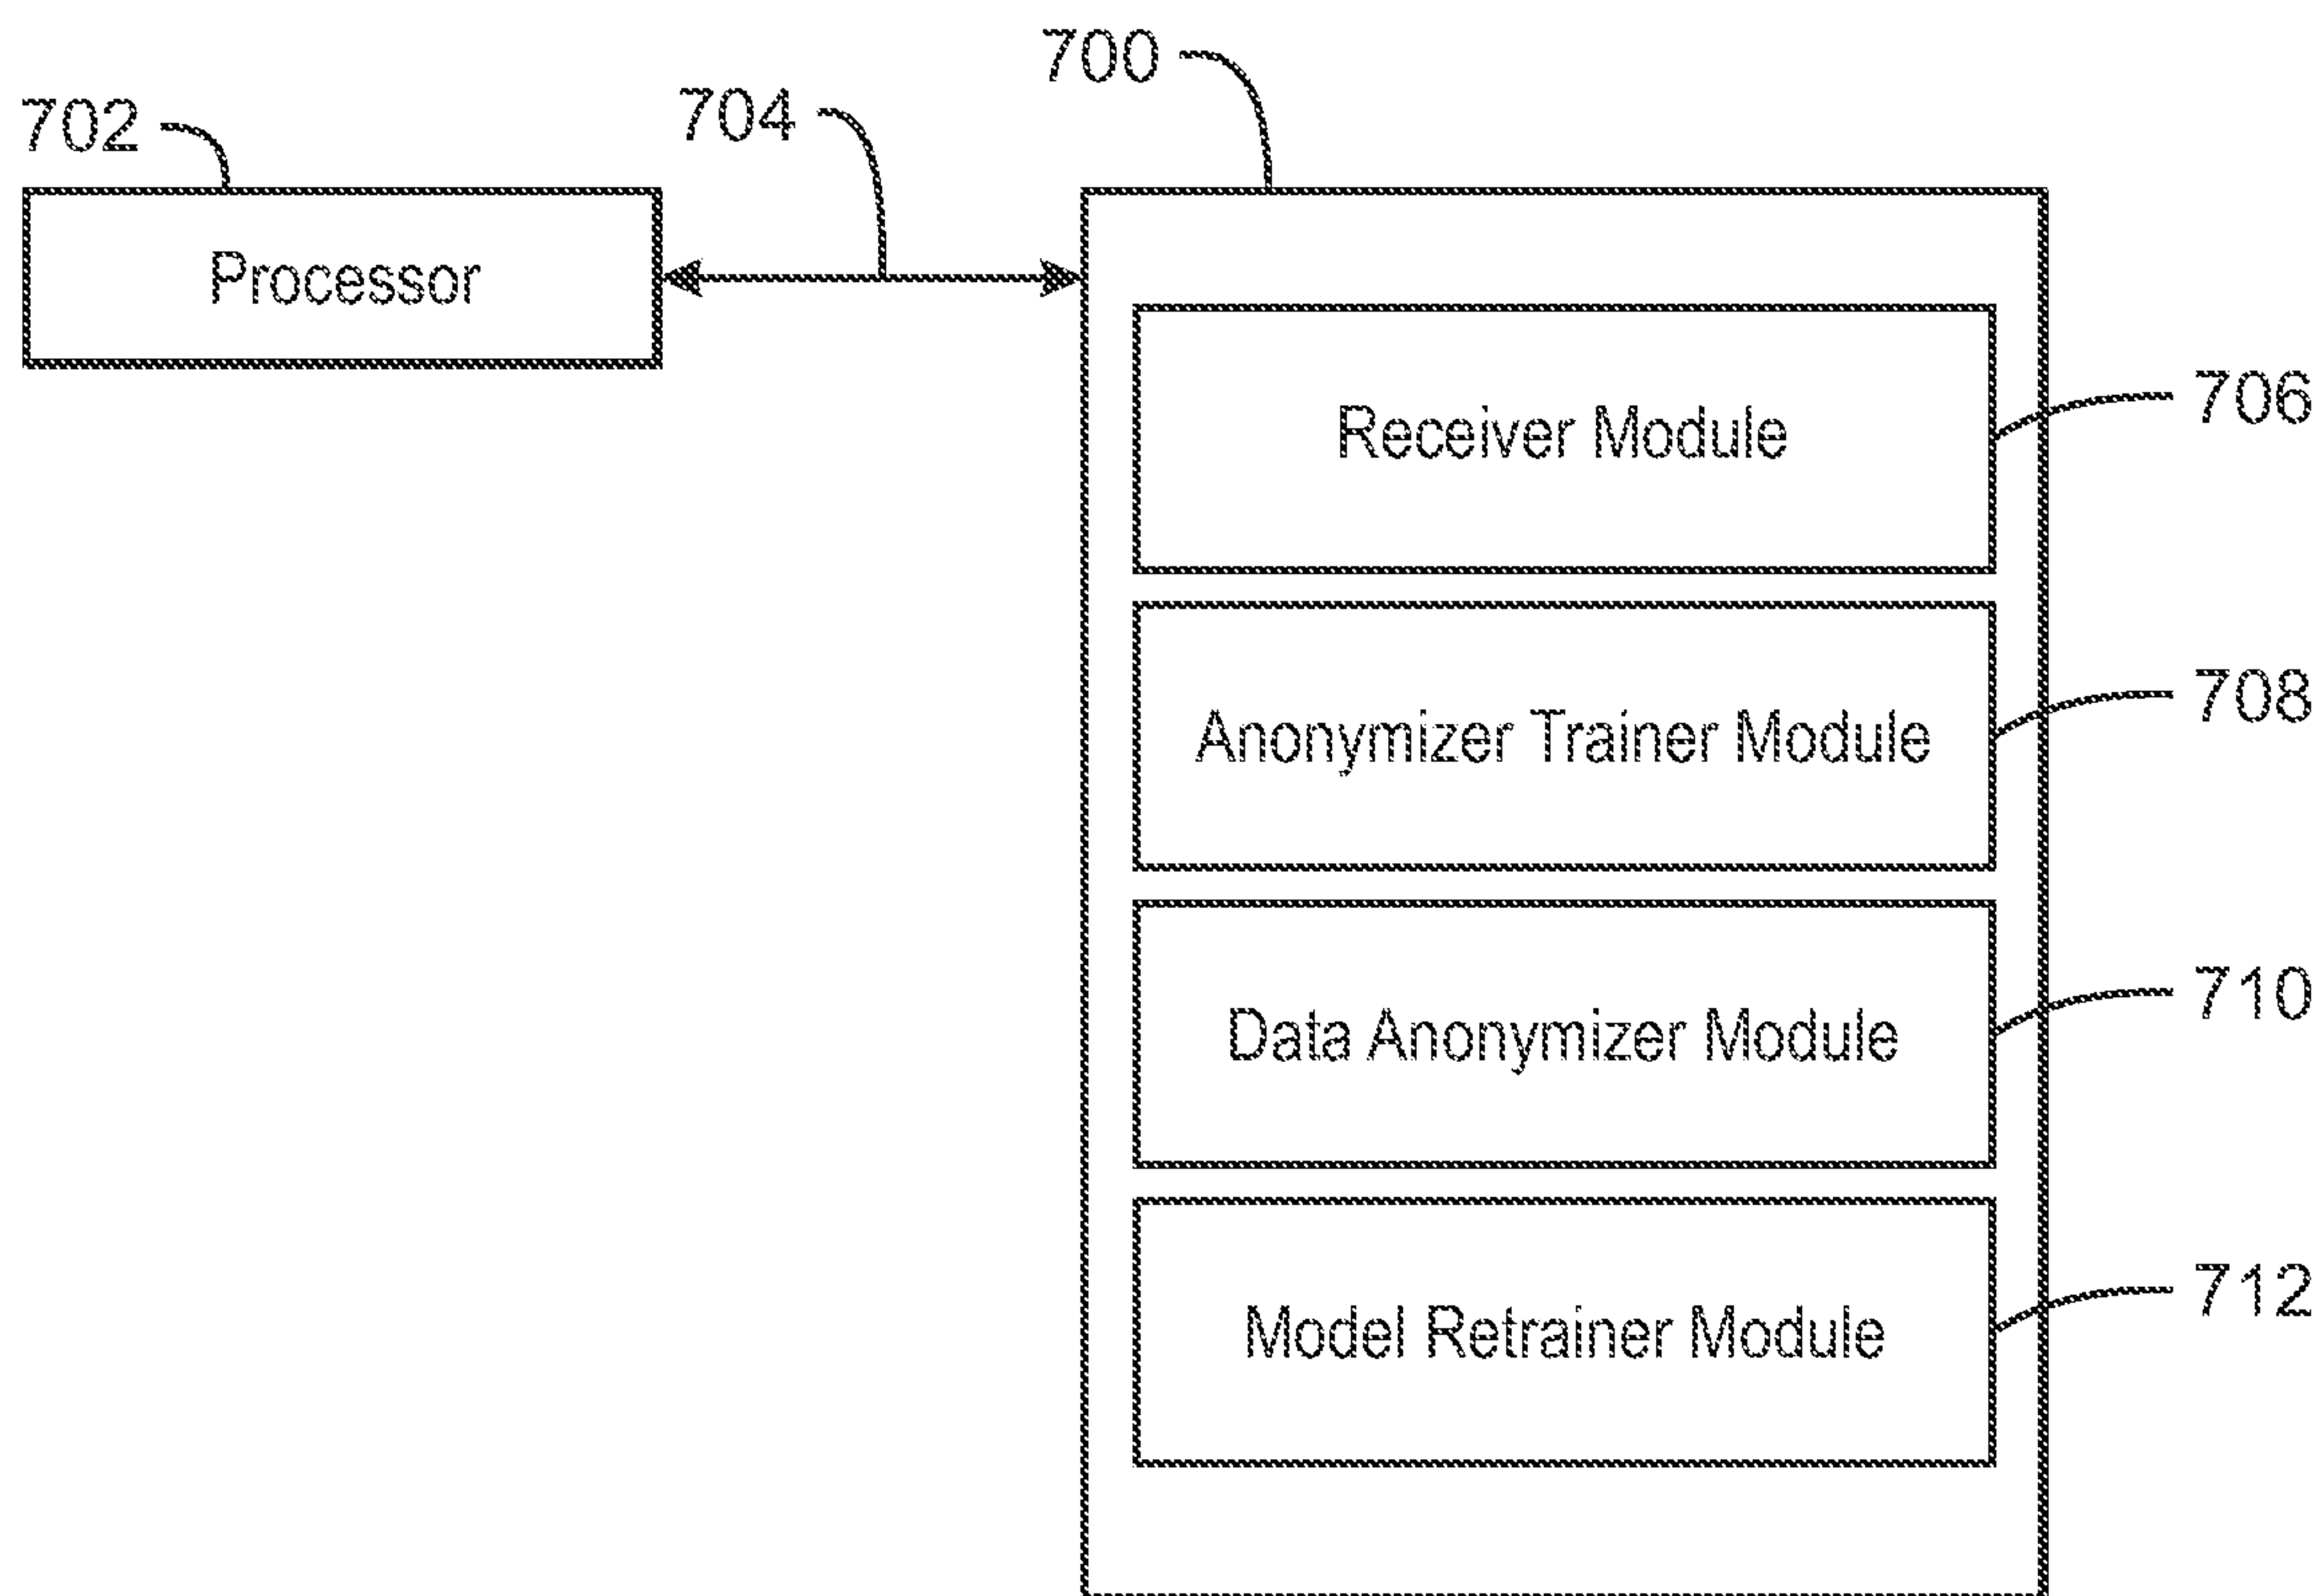 700
702
704
Processor
Receiver Module
706
Anonymizer Trainer Module
708
Data Anonymizer Module
710
Model Retrainer Module
712